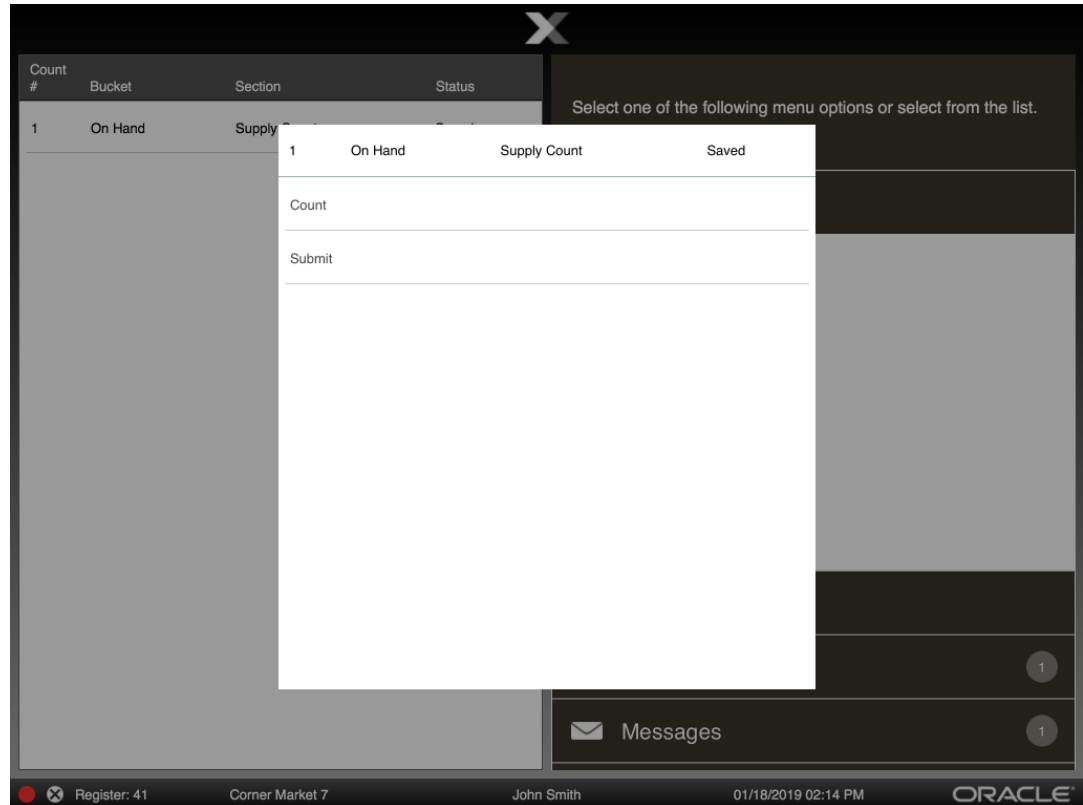 Count
# Bucket Section Status
Select one of the following menu options or select from the list.
1 On Hand Supply
1 On Hand Supply Count Saved
Count
Submit
1
Messages 1
Register: 41 Corner Market 7 John Smith 01/18/2019 02:14 PM ORACLE